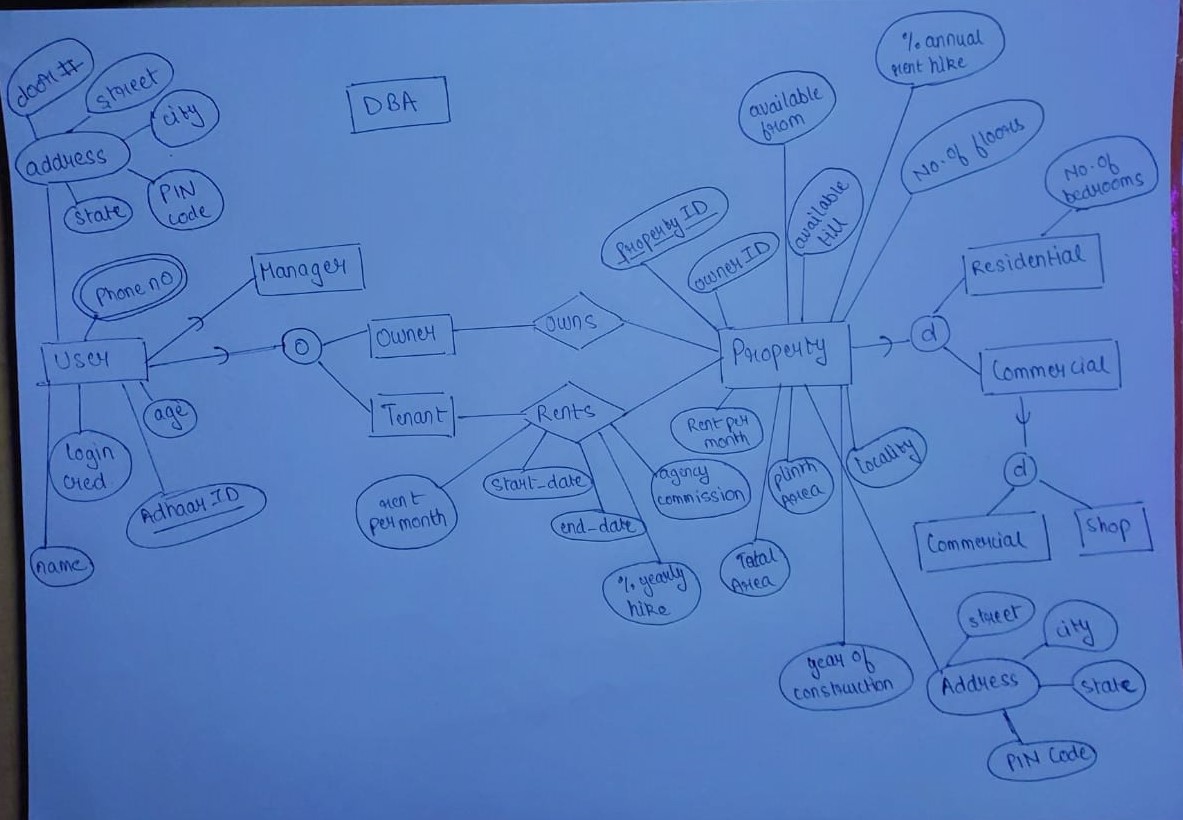 door #
street
city
address
state
PIN
code
DBA
Phone no
Manager
User
O
Owner
Tenant
age
login
cred
Adhaar ID
name
owns
Rents
rent
per month
start_date
end_date
% yearly
hike
agency
commission
Property ID
owner ID
available
from
available
till
% annual
rent hike
No. of floors
Property
Rent per
month
plinth
Area
locality
Total
Area
year of
construction
No. of
bedrooms
Residential
d
Commercial
d
Commercial
Shop
street
city
Address
state
PIN Code